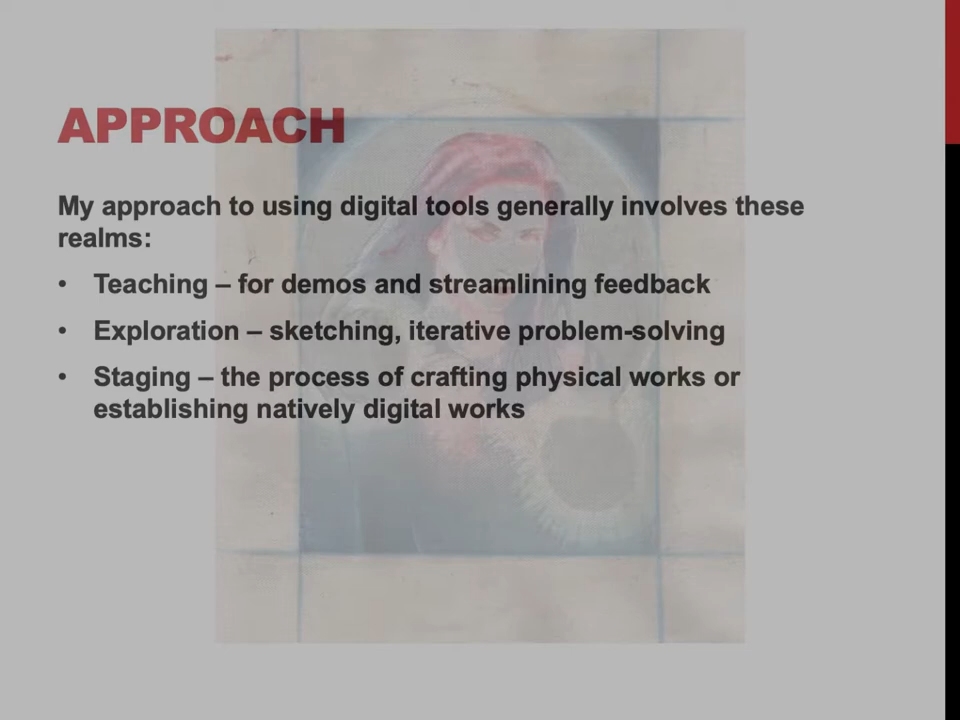 APPROACH
My approach to using digital tools generally involves these
realms:
• Teaching – for demos and streamlining feedback
• Exploration – sketching, iterative problem-solving
• Staging – the process of crafting physical works or
establishing natively digital works